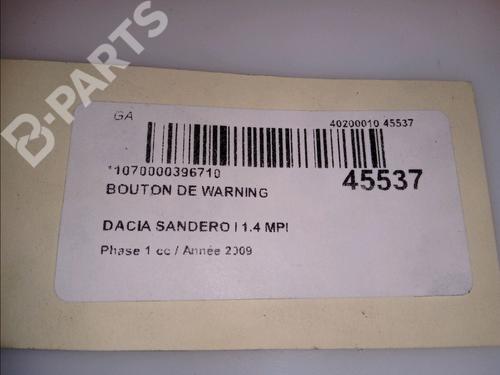 B-PARTS
GA
40200010 45537
*1070000396710
45537
BOUTON DE WARNING
DACIA SANDERO I 1.4 MPI
Phase 1 cc / Année 2009